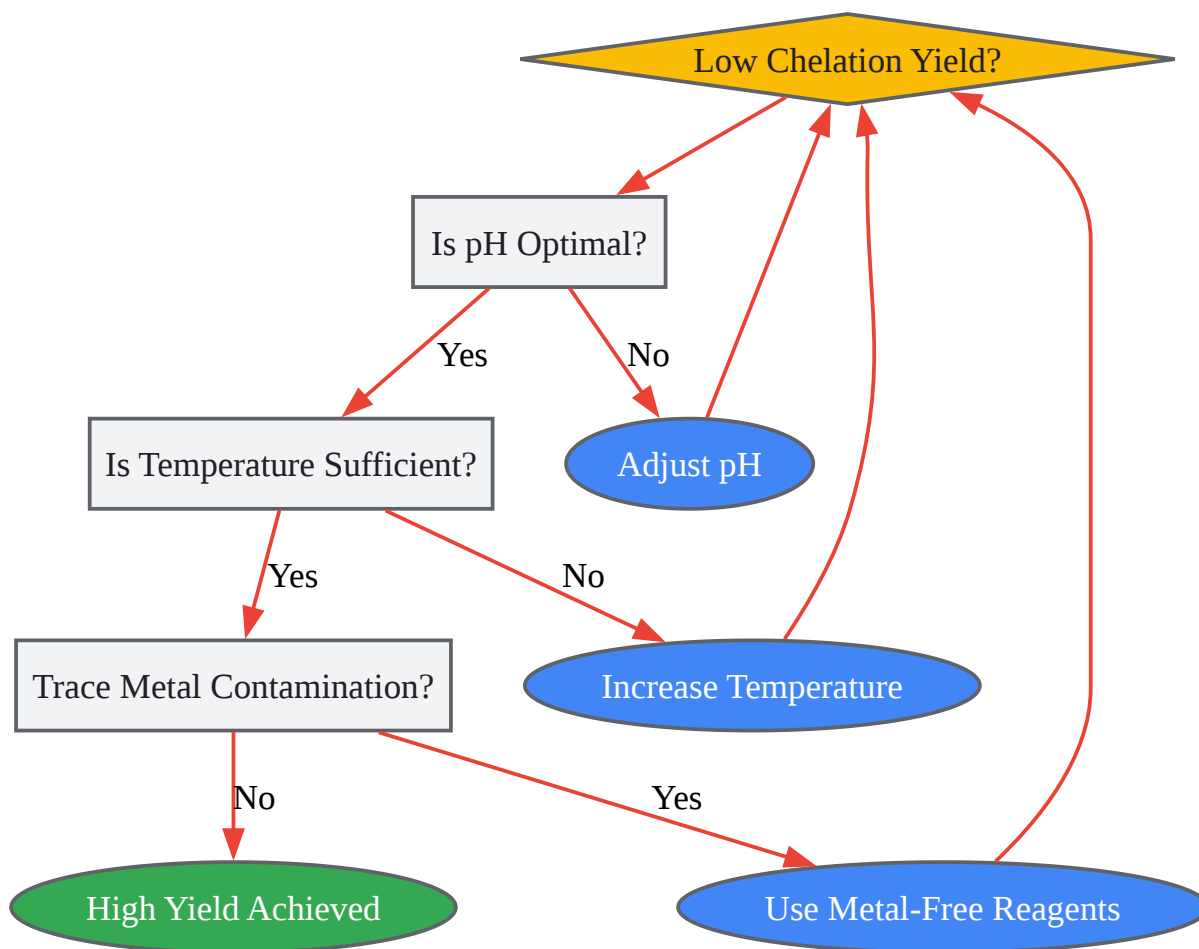 Low Chelation Yield?
Is pH Optimal?
Yes
No
Is Temperature Sufficient?
Adjust pH
Yes
No
Trace Metal Contamination?
Increase Temperature
No
Yes
High Yield Achieved
Use Metal-Free Reagents